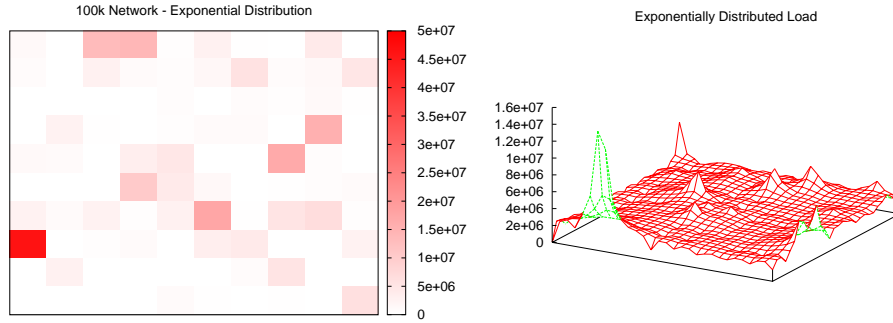 100k Network - Exponential Distribution
5e+07
4.5e+07
4e+07
3.5e+07
3e+07
2.5e+07
2e+07
1.5e+07
1e+07
5e+06
0
Exponentially Distributed Load
1.6e+07
1.4e+07
1.2e+07
1e+07
8e+06
6e+06
4e+06
2e+06
0